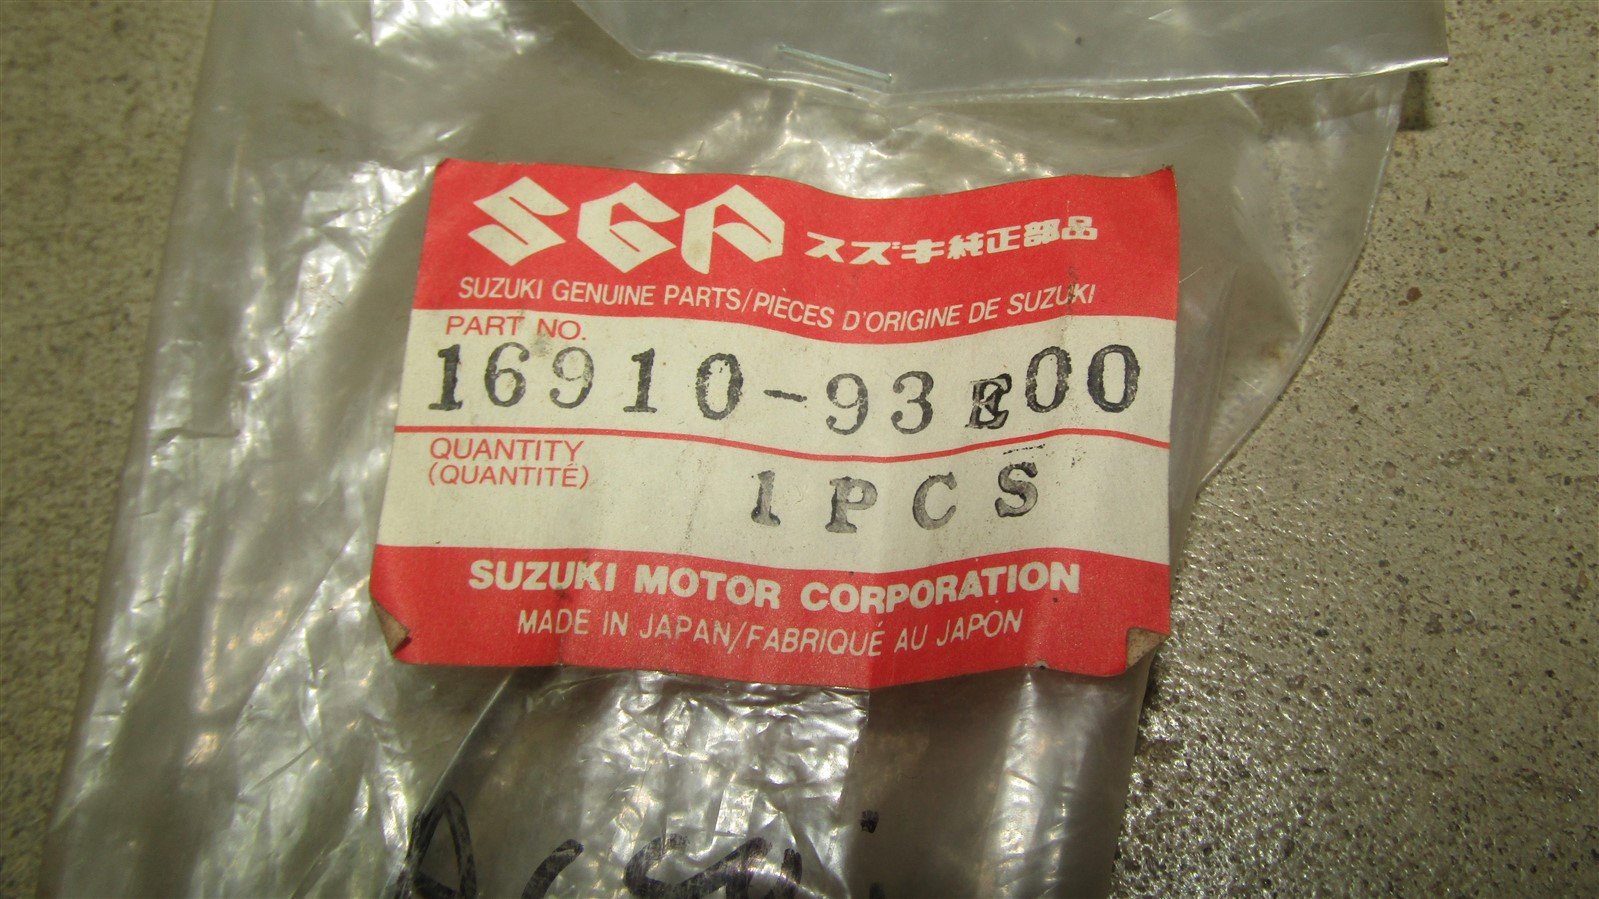 SGP スズキ純正部品
SUZUKI GENUINE PARTS/PIÈCES D'ORIGINE DE SUZUKI
PART NO.
16910-93E00
QUANTITY
(QUANTITÉ)
1PCS
SUZUKI MOTOR CORPORATION
MADE IN JAPAN/FABRIQUÉ AU JAPON